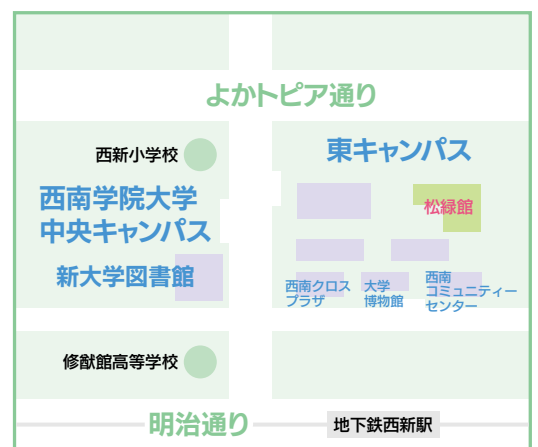 よかトピア通り
西新小学校
東キャンパス
西南学院大学
中央キャンパス
松緑館
新大学図書館
西南クロス
プラザ
大学
博物館
西南
コミュニティー
センター
修猷館高等学校
明治通り
地下鉄西新駅